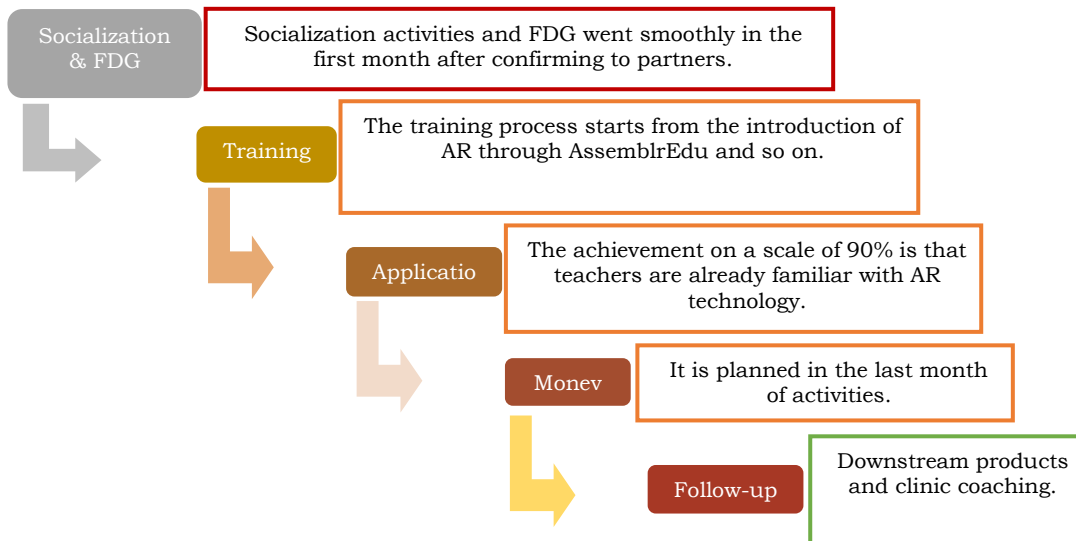 Socialization
& FDG
Socialization activities and FDG went smoothly in the
first month after confirming to partners.
Training
The training process starts from the introduction of
AR through AssemblrEdu and so on.
Applicatio
The achievement on a scale of 90% is that
teachers are already familiar with AR
technology.
Monev
It is planned in the last month
of activities.
Follow-up
Downstream products
and clinic coaching.